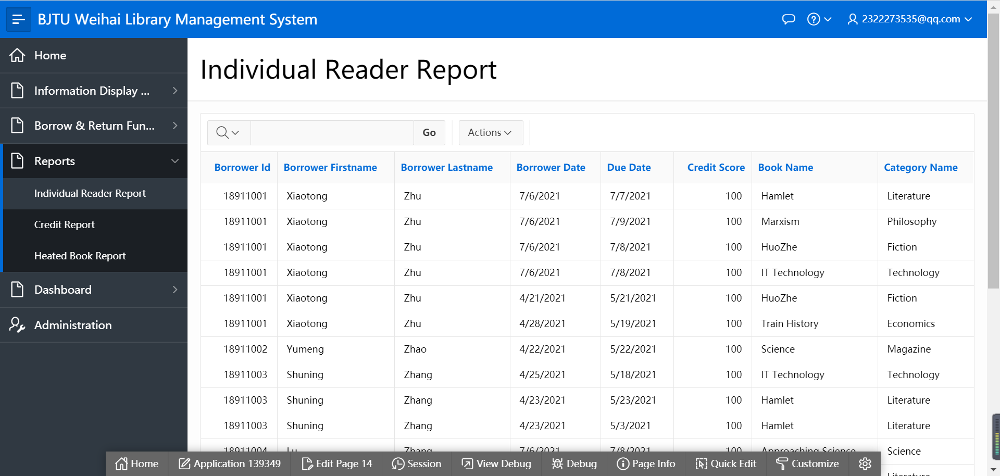 BJTU Weihai Library Management System
2322273535@qq.com
Home
Information Display ...
Borrow & Return Fun...
Reports
Individual Reader Report
Credit Report
Heated Book Report
Dashboard
Administration
Individual Reader Report
Go
Actions
Borrower Id Borrower Firstname Borrower Lastname Borrower Date Due Date Credit Score Book Name Category Name
18911001 Xiaotong Zhu 7/6/2021 7/7/2021 100 Hamlet Literature
18911001 Xiaotong Zhu 7/6/2021 7/9/2021 100 Marxism Philosophy
18911001 Xiaotong Zhu 7/6/2021 7/8/2021 100 HuoZhe Fiction
18911001 Xiaotong Zhu 7/6/2021 7/8/2021 100 IT Technology Technology
18911001 Xiaotong Zhu 4/21/2021 5/21/2021 100 HuoZhe Fiction
18911001 Xiaotong Zhu 4/28/2021 5/19/2021 100 Train History Economics
18911002 Yumeng Zhao 4/22/2021 5/22/2021 100 Science Magazine
18911003 Shuning Zhang 4/25/2021 5/18/2021 100 IT Technology Technology
18911003 Shuning Zhang 4/23/2021 5/23/2021 100 Hamlet Literature
18911003 Shuning Zhang 4/23/2021 5/3/2021 100 Hamlet Literature
18911004 Lu Zhang 7/6/2021 7/8/2021 100 Approaching Science Science
Literature
Home Application 139349 Edit Page 14 Session View Debug Debug Page Info Quick Edit Customize